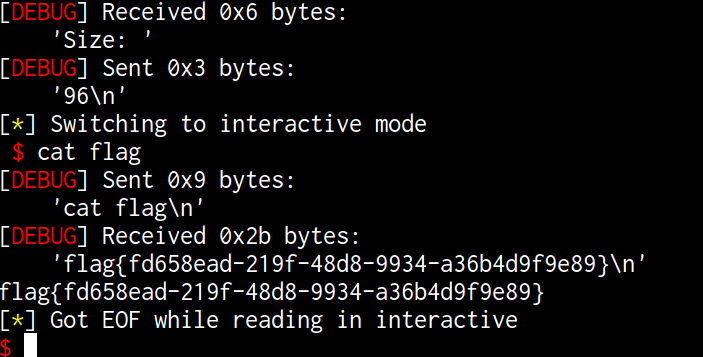 [DEBUG] Received 0x6 bytes:
'Size: '
[DEBUG] Sent 0x3 bytes:
'96\n'
[*] Switching to interactive mode
$ cat flag
[DEBUG] Sent 0x9 bytes:
'cat flag\n'
[DEBUG] Received 0x2b bytes:
'flag{fd658ead-219f-48d8-9934-a36b4d9f9e89}\n'
flag{fd658ead-219f-48d8-9934-a36b4d9f9e89}
[*] Got EOF while reading in interactive
$